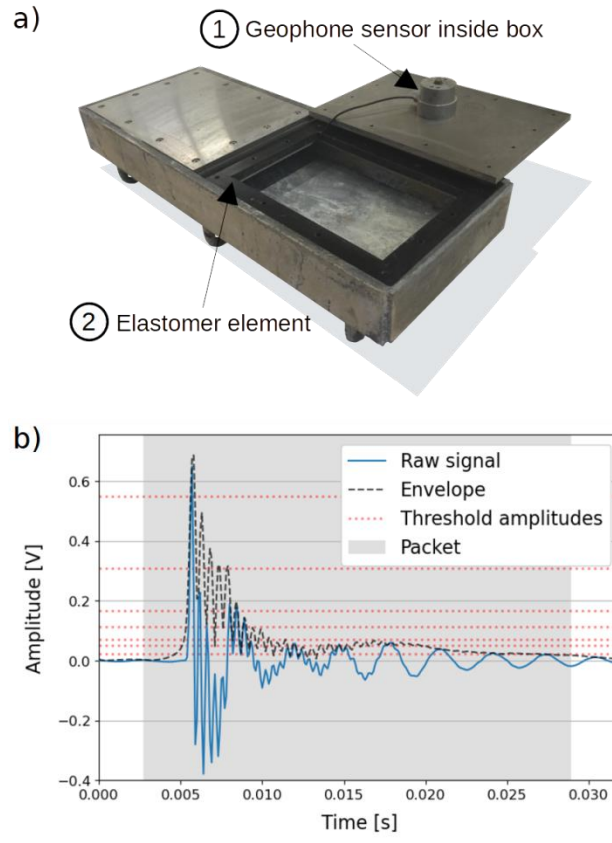 a)
1 Geophone sensor inside box
2 Elastomer element
b)
Raw signal
Envelope
Threshold amplitudes
Packet
Amplitude [V]
0.6
0.4
0.2
0.0
−0.2
−0.4
0.000 0.005 0.010 0.015 0.020 0.025 0.030
Time [s]